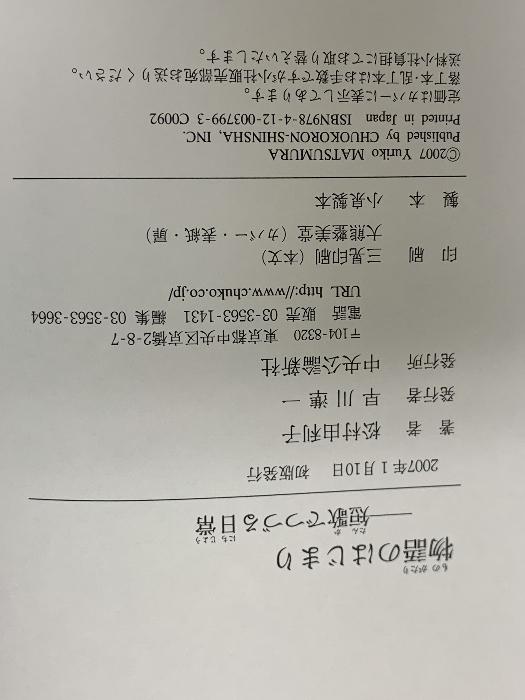 物語のはじまり
——短歌でつづる日常
2007年1月10日 初版発行
著者 松村由利子
発行者 早川準一
発行所 中央公論新社
〒104-8320 東京都中央区京橋2-8-7
電話 販売 03-3563-1431 編集 03-3563-3664
URL http://www.chuko.co.jp/
印刷 三晃印刷(本文)
大熊整美堂(カバー・表紙・扉)
製本 小泉製本
©2007 Yuriko MATSUMURA
Published by CHUOKORON-SHINSHA, INC.
Printed in Japan ISBN978-4-12-003799-3 C0092
定価はカバーに表示してあります。
落丁本・乱丁本はお手数ですが小社販売部宛お送りください。
送料小社負担にてお取り替えいたします。